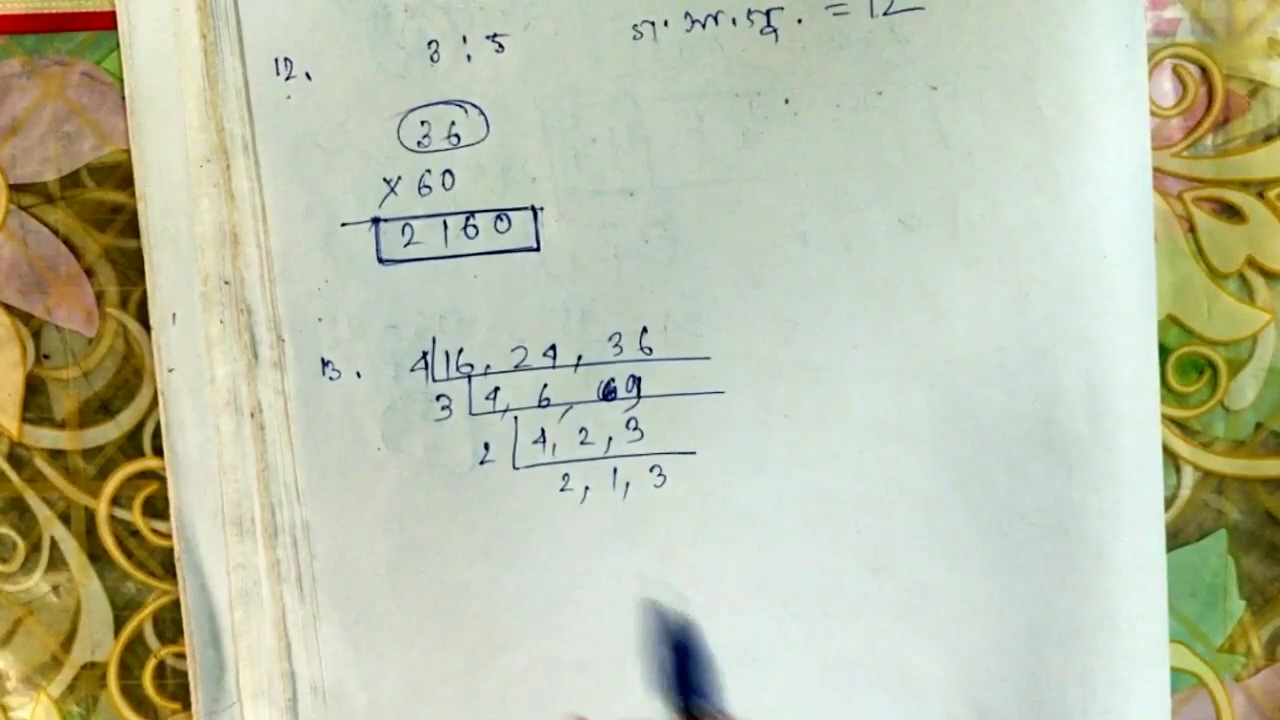 12. 3 : 5 গ. সা. গু. = 12
36
× 60
2160
13. 4 16, 24, 36
3 4, 6, 9
2 4, 2, 3
2, 1, 3